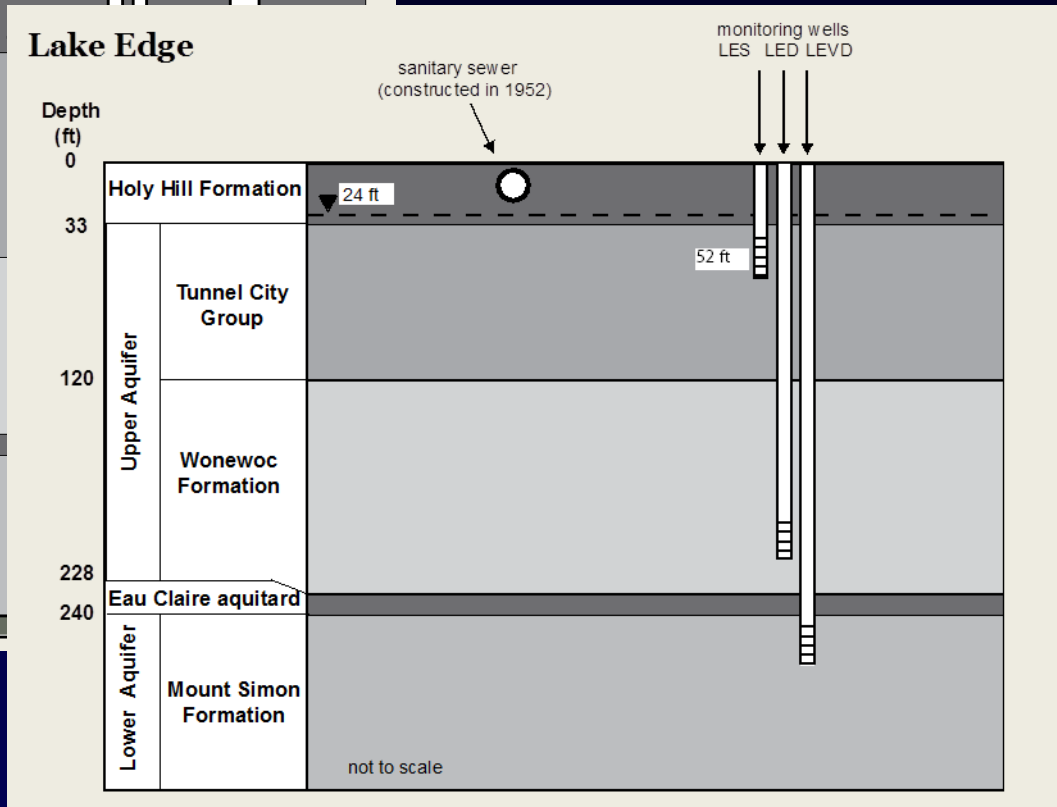 Lake Edge
monitoring wells
LES LED LEVD
sanitary sewer
(constructed in 1952)
Depth
(ft)
0
Holy Hill Formation
24 ft
33
52 ft
Tunnel City
Group
Upper Aquifer
120
Wonewoc
Formation
228
Eau Claire aquitard
240
Lower Aquifer
Mount Simon
Formation
not to scale